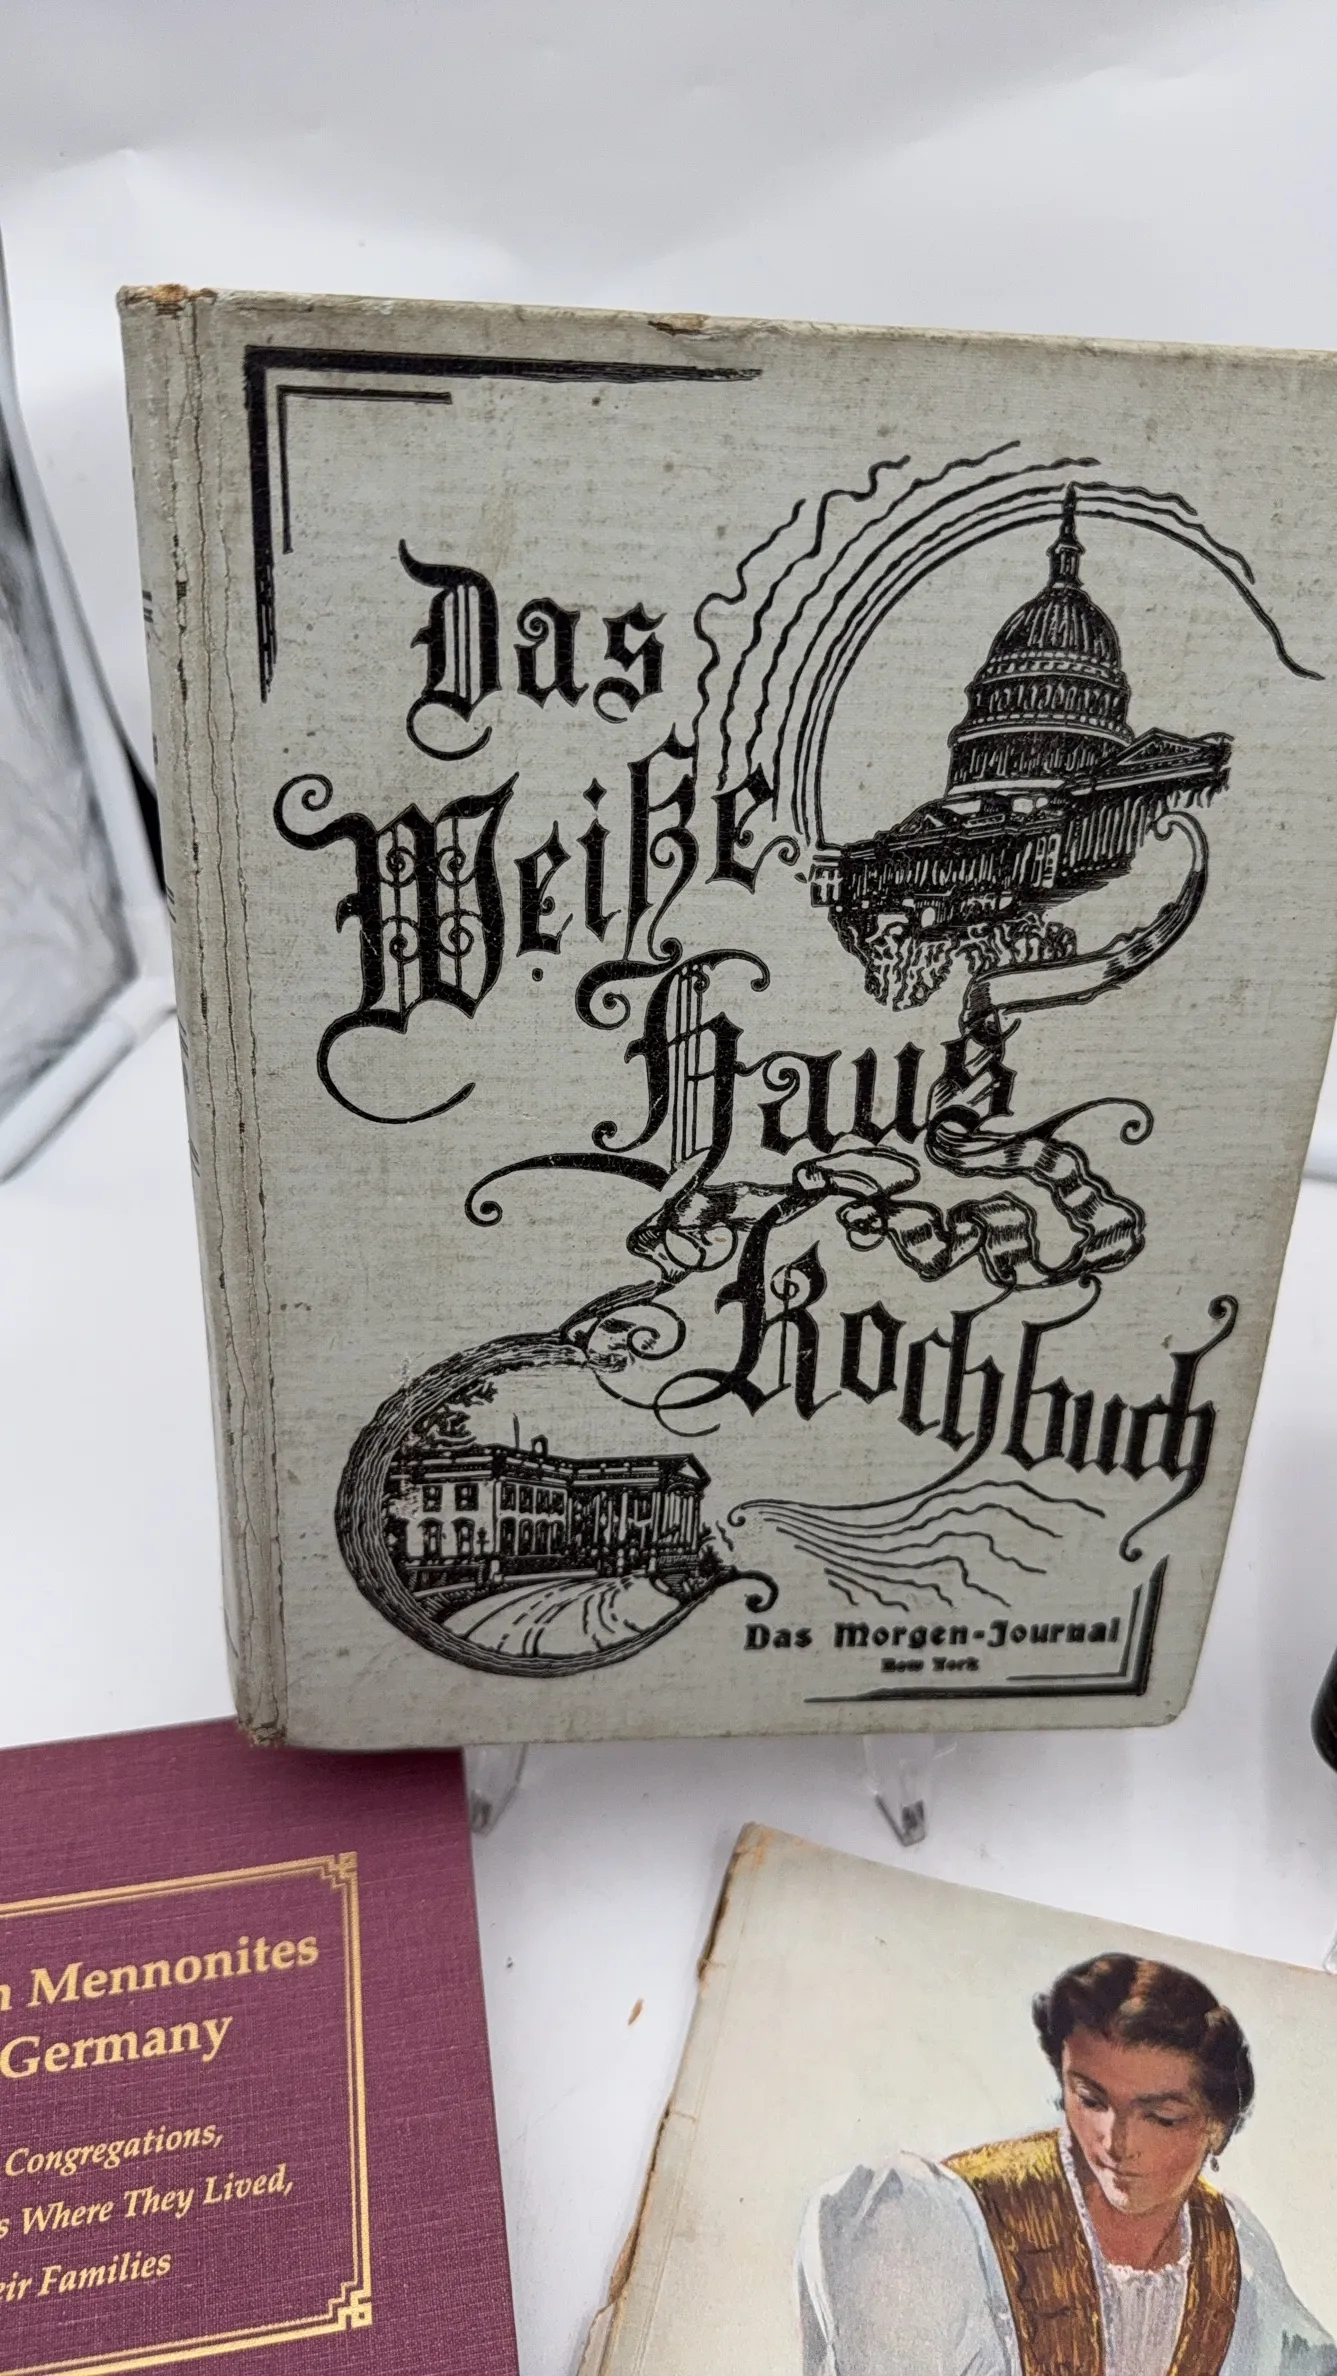 Das
Weiße
Haus
Kochbuch
Das Morgen-Journal
New York
Mennonites
Germany
Congregations,
Where They Lived,
Families